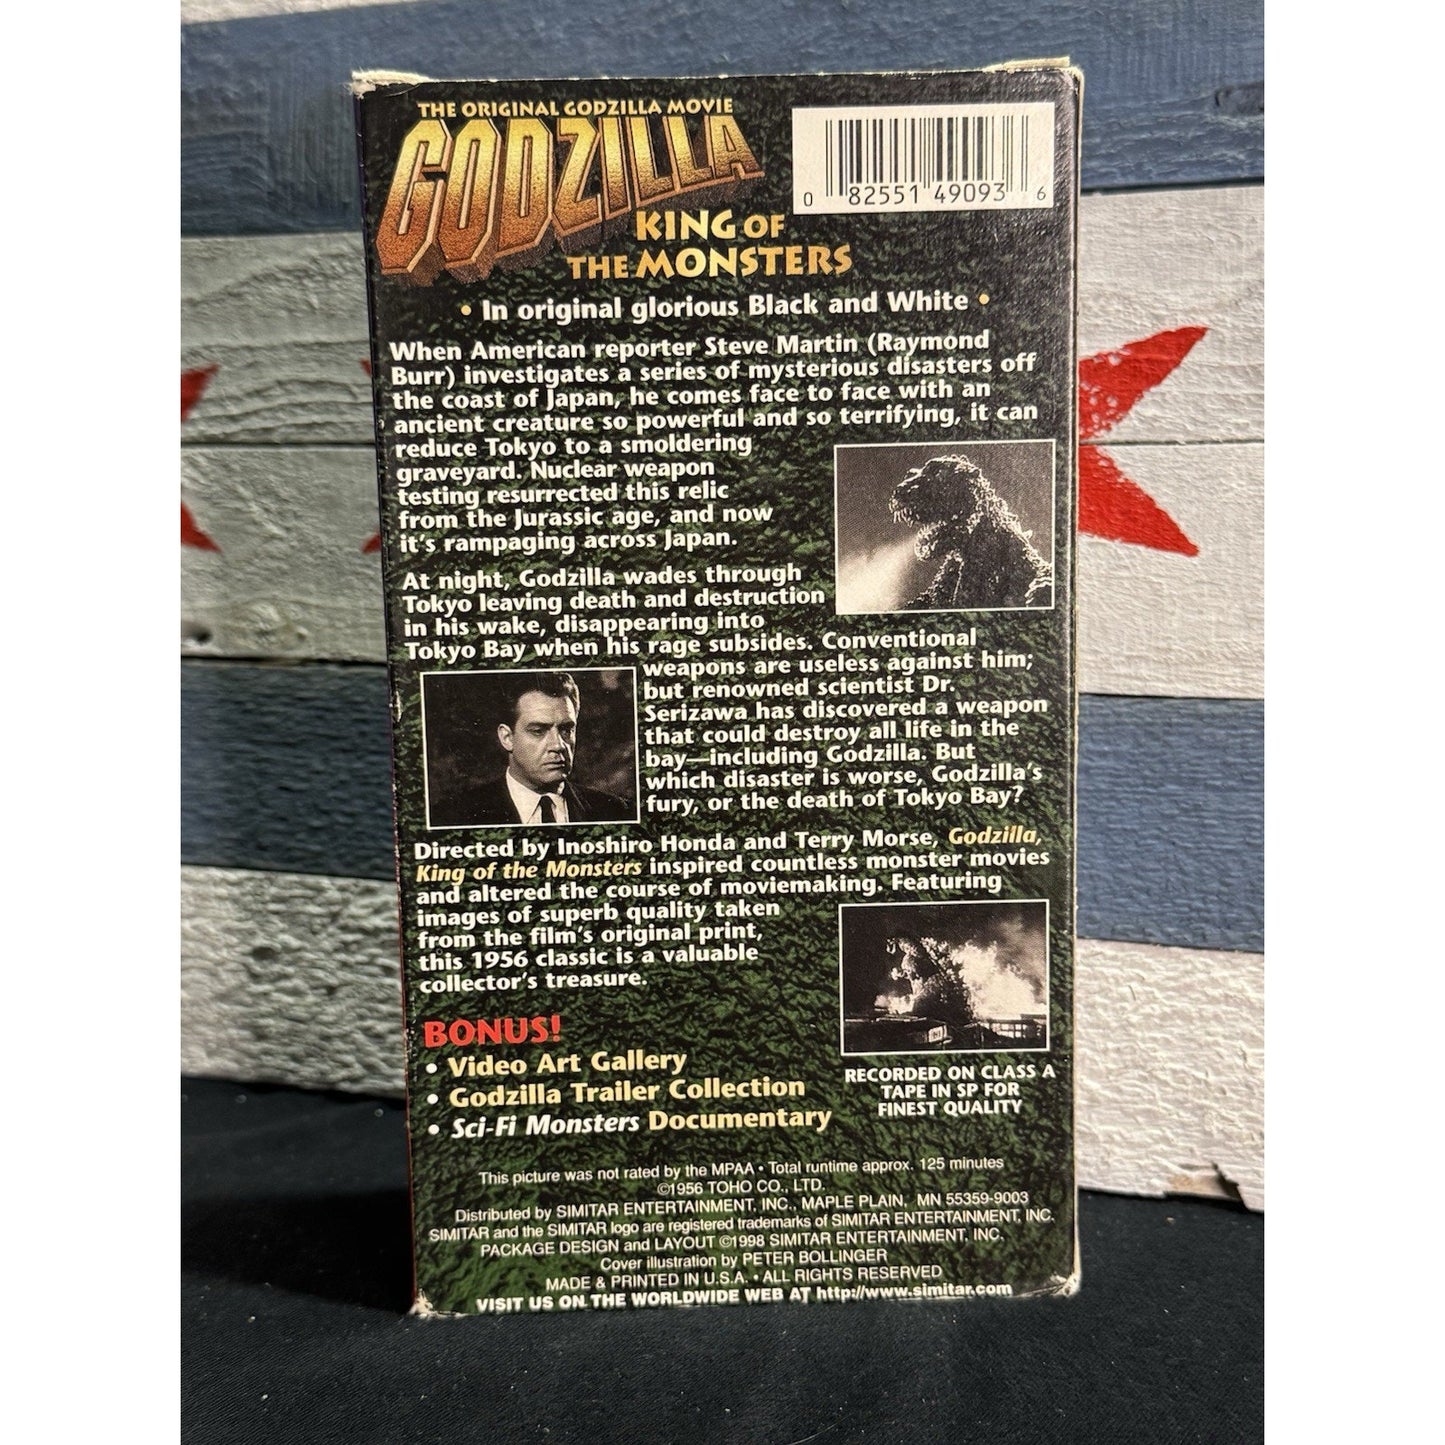 THE ORIGINAL GODZILLA MOVIE
GODZILLA
KING OF
THE MONSTERS
0 82551 49093 6
• In original glorious Black and White •
When American reporter Steve Martin (Raymond
Burr) investigates a series of mysterious disasters off
the coast of Japan, he comes face to face with an
ancient creature so powerful and so terrifying, it can
reduce Tokyo to a smoldering
graveyard. Nuclear weapon
testing resurrected this relic
from the Jurassic age, and now
it's rampaging across Japan.
At night, Godzilla wades through
Tokyo leaving death and destruction
in his wake, disappearing into
Tokyo Bay when his rage subsides. Conventional
weapons are useless against him;
but renowned scientist Dr.
Serizawa has discovered a weapon
that could destroy all life in the
bay—including Godzilla. But
which disaster is worse, Godzilla's
fury, or the death of Tokyo Bay?
Directed by Inoshiro Honda and Terry Morse, Godzilla,
King of the Monsters inspired countless monster movies
and altered the course of moviemaking. Featuring
images of superb quality taken
from the film's original print,
this 1956 classic is a valuable
collector's treasure.
BONUS!
• Video Art Gallery
• Godzilla Trailer Collection
• Sci-Fi Monsters Documentary
RECORDED ON CLASS A
TAPE IN SP FOR
FINEST QUALITY
This picture was not rated by the MPAA • Total runtime approx. 125 minutes
©1956 TOHO CO., LTD.
Distributed by SIMITAR ENTERTAINMENT, INC., MAPLE PLAIN, MN 55359-9003
SIMITAR and the SIMITAR logo are registered trademarks of SIMITAR ENTERTAINMENT, INC.
PACKAGE DESIGN and LAYOUT ©1998 SIMITAR ENTERTAINMENT, INC.
Cover illustration by PETER BOLLINGER
MADE & PRINTED IN U.S.A. • ALL RIGHTS RESERVED
VISIT US ON THE WORLDWIDE WEB AT http://www.simitar.com